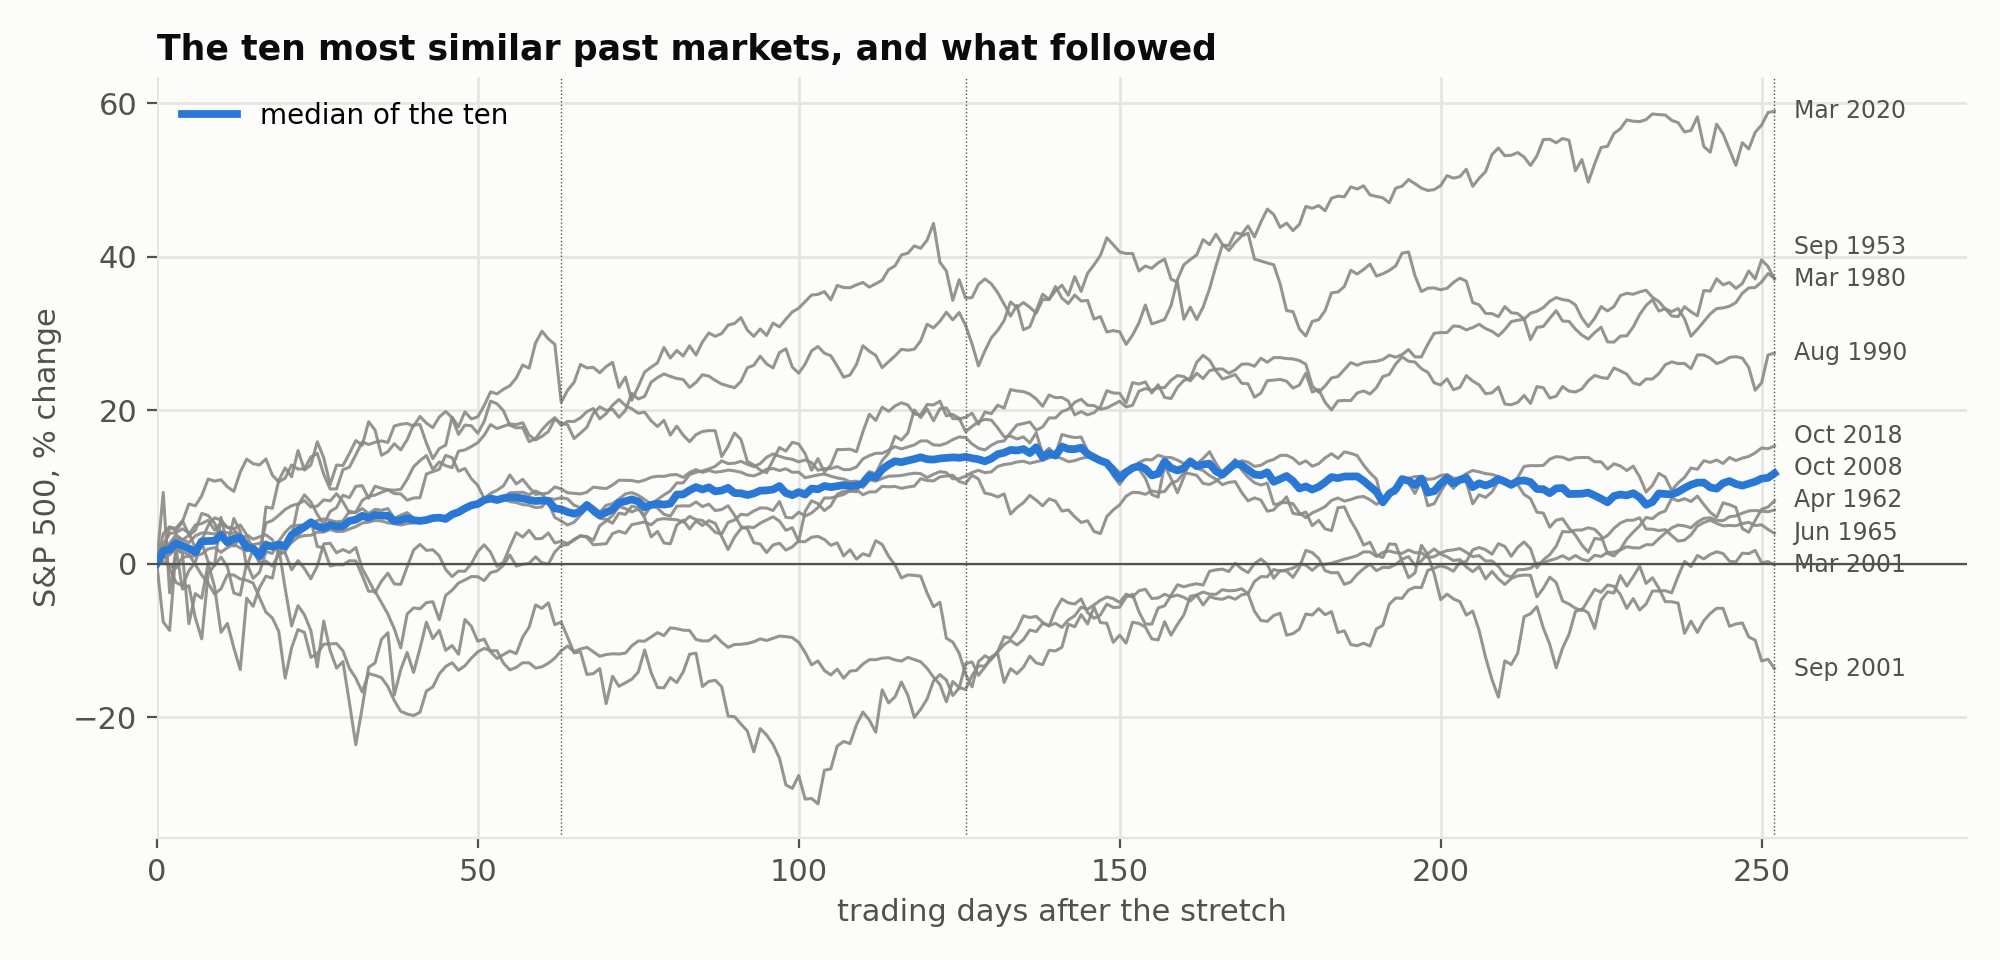 The ten most similar past markets, and what followed
median of the ten
S&P 500, % change
60
40
20
0
−20
Mar 2020
Sep 1953
Mar 1980
Aug 1990
Oct 2018
Oct 2008
Apr 1962
Jun 1965
Mar 2001
Sep 2001
0 50 100 150 200 250
trading days after the stretch